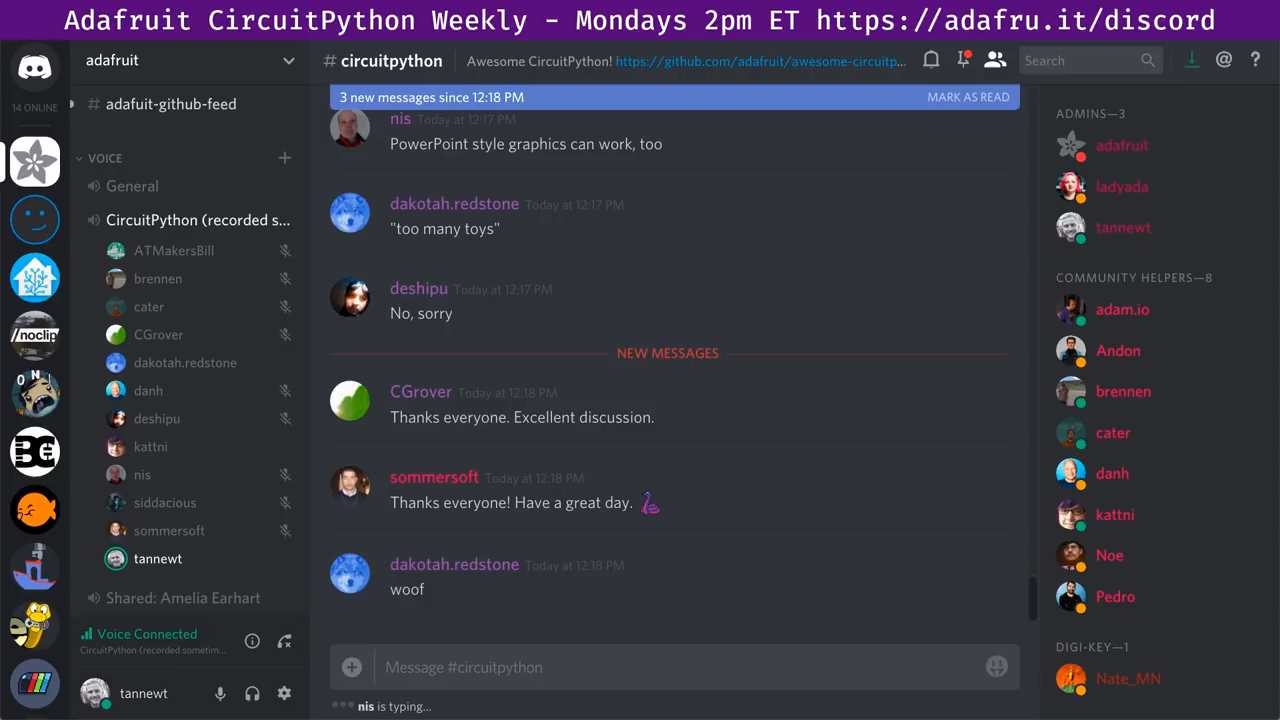 Adafruit CircuitPython Weekly - Mondays 2pm ET https://adafru.it/discord
14 ONLINE
adafruit
# adafuit-github-feed
VOICE
General
CircuitPython (recorded s...
ATMakersBill
brennen
cater
CGrover
dakotah.redstone
danh
deshipu
kattni
nis
siddacious
sommersoft
tannewt
Shared: Amelia Earhart
Voice Connected
CircuitPython (recorded sometim...
tannewt
# circuitpython
Awesome CircuitPython! https://github.com/adafruit/awesome-circuitp...
Search
3 new messages since 12:18 PM MARK AS READ
nis Today at 12:17 PM
PowerPoint style graphics can work, too
dakotah.redstone Today at 12:17 PM
"too many toys"
deshipu Today at 12:17 PM
No, sorry
NEW MESSAGES
CGrover Today at 12:18 PM
Thanks everyone. Excellent discussion.
sommersoft Today at 12:18 PM
Thanks everyone! Have a great day.
dakotah.redstone Today at 12:18 PM
woof
Message #circuitpython
nis is typing...
ADMINS—3
adafruit
ladyada
tannewt
COMMUNITY HELPERS—8
adam.io
Andon
brennen
cater
danh
kattni
Noe
Pedro
DIGI-KEY—1
Nate_MN
/noclip